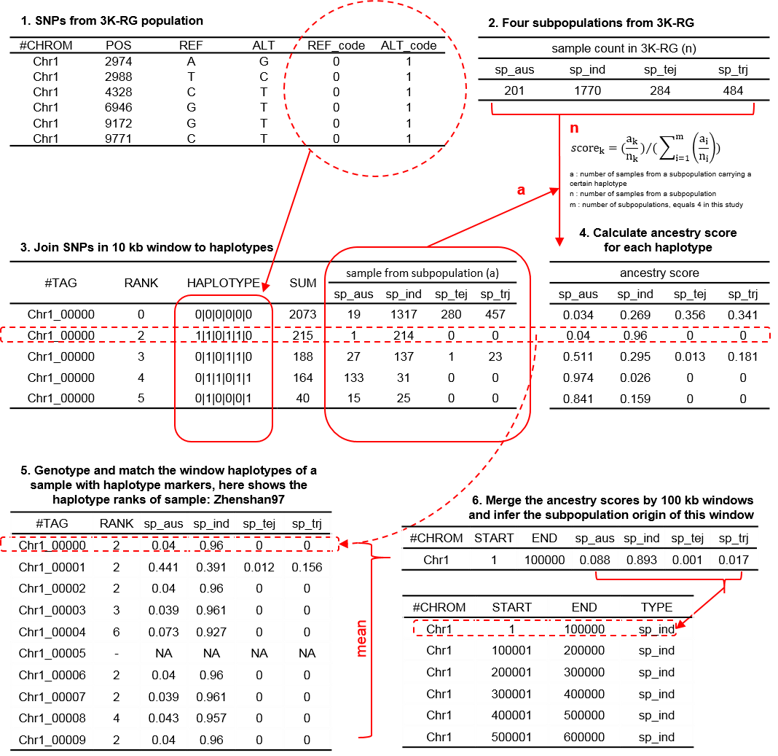 1. SNPs from 3K-RG population
#CHROM POS REF ALT REF_code ALT_code
Chr1 2974 A G 0 1
Chr1 2988 T C 0 1
Chr1 4328 C T 0 1
Chr1 6946 G T 0 1
Chr1 9172 G T 0 1
Chr1 9771 C T 0 1
2. Four subpopulations from 3K-RG
sample count in 3K-RG (n)
sp_aus sp_ind sp_tej sp_trj
201 1770 284 484
n
score_k = (a_k/n_k)/(∑_{i=1}^{m}(a_i/n_i))
a : number of samples from a subpopulation carrying a
certain haplotype
n : number of samples from a subpopulation
m : number of subpopulations, equals 4 in this study
a
3. Join SNPs in 10 kb window to haplotypes
#TAG RANK HAPLOTYPE SUM sample from subpopulation (a)
sp_aus sp_ind sp_tej sp_trj
Chr1_00000 0 0|0|0|0|0|0 2073 19 1317 280 457
Chr1_00000 2 1|1|0|1|1|0 215 1 214 0 0
Chr1_00000 3 0|1|0|1|1|0 188 27 137 1 23
Chr1_00000 4 0|1|1|0|1|1 164 133 31 0 0
Chr1_00000 5 0|1|0|0|0|1 40 15 25 0 0
4. Calculate ancestry score
for each haplotype
ancestry score
sp_aus sp_ind sp_tej sp_trj
0.034 0.269 0.356 0.341
0.04 0.96 0 0
0.511 0.295 0.013 0.181
0.974 0.026 0 0
0.841 0.159 0 0
5. Genotype and match the window haplotypes of a
sample with haplotype markers, here shows the
haplotype ranks of sample: Zhenshan97
#TAG RANK sp_aus sp_ind sp_tej sp_trj
Chr1_00000 2 0.04 0.96 0 0
Chr1_00001 2 0.441 0.391 0.012 0.156
Chr1_00002 2 0.04 0.96 0 0
Chr1_00003 3 0.039 0.961 0 0
Chr1_00004 6 0.073 0.927 0 0
Chr1_00005 - NA NA NA NA
Chr1_00006 2 0.04 0.96 0 0
Chr1_00007 2 0.039 0.961 0 0
Chr1_00008 4 0.043 0.957 0 0
Chr1_00009 2 0.04 0.96 0 0
mean
6. Merge the ancestry scores by 100 kb windows
and infer the subpopulation origin of this window
#CHROM START END sp_aus sp_ind sp_tej sp_trj
Chr1 1 100000 0.088 0.893 0.001 0.017
#CHROM START END TYPE
Chr1 1 100000 sp_ind
Chr1 100001 200000 sp_ind
Chr1 200001 300000 sp_ind
Chr1 300001 400000 sp_ind
Chr1 400001 500000 sp_ind
Chr1 500001 600000 sp_ind